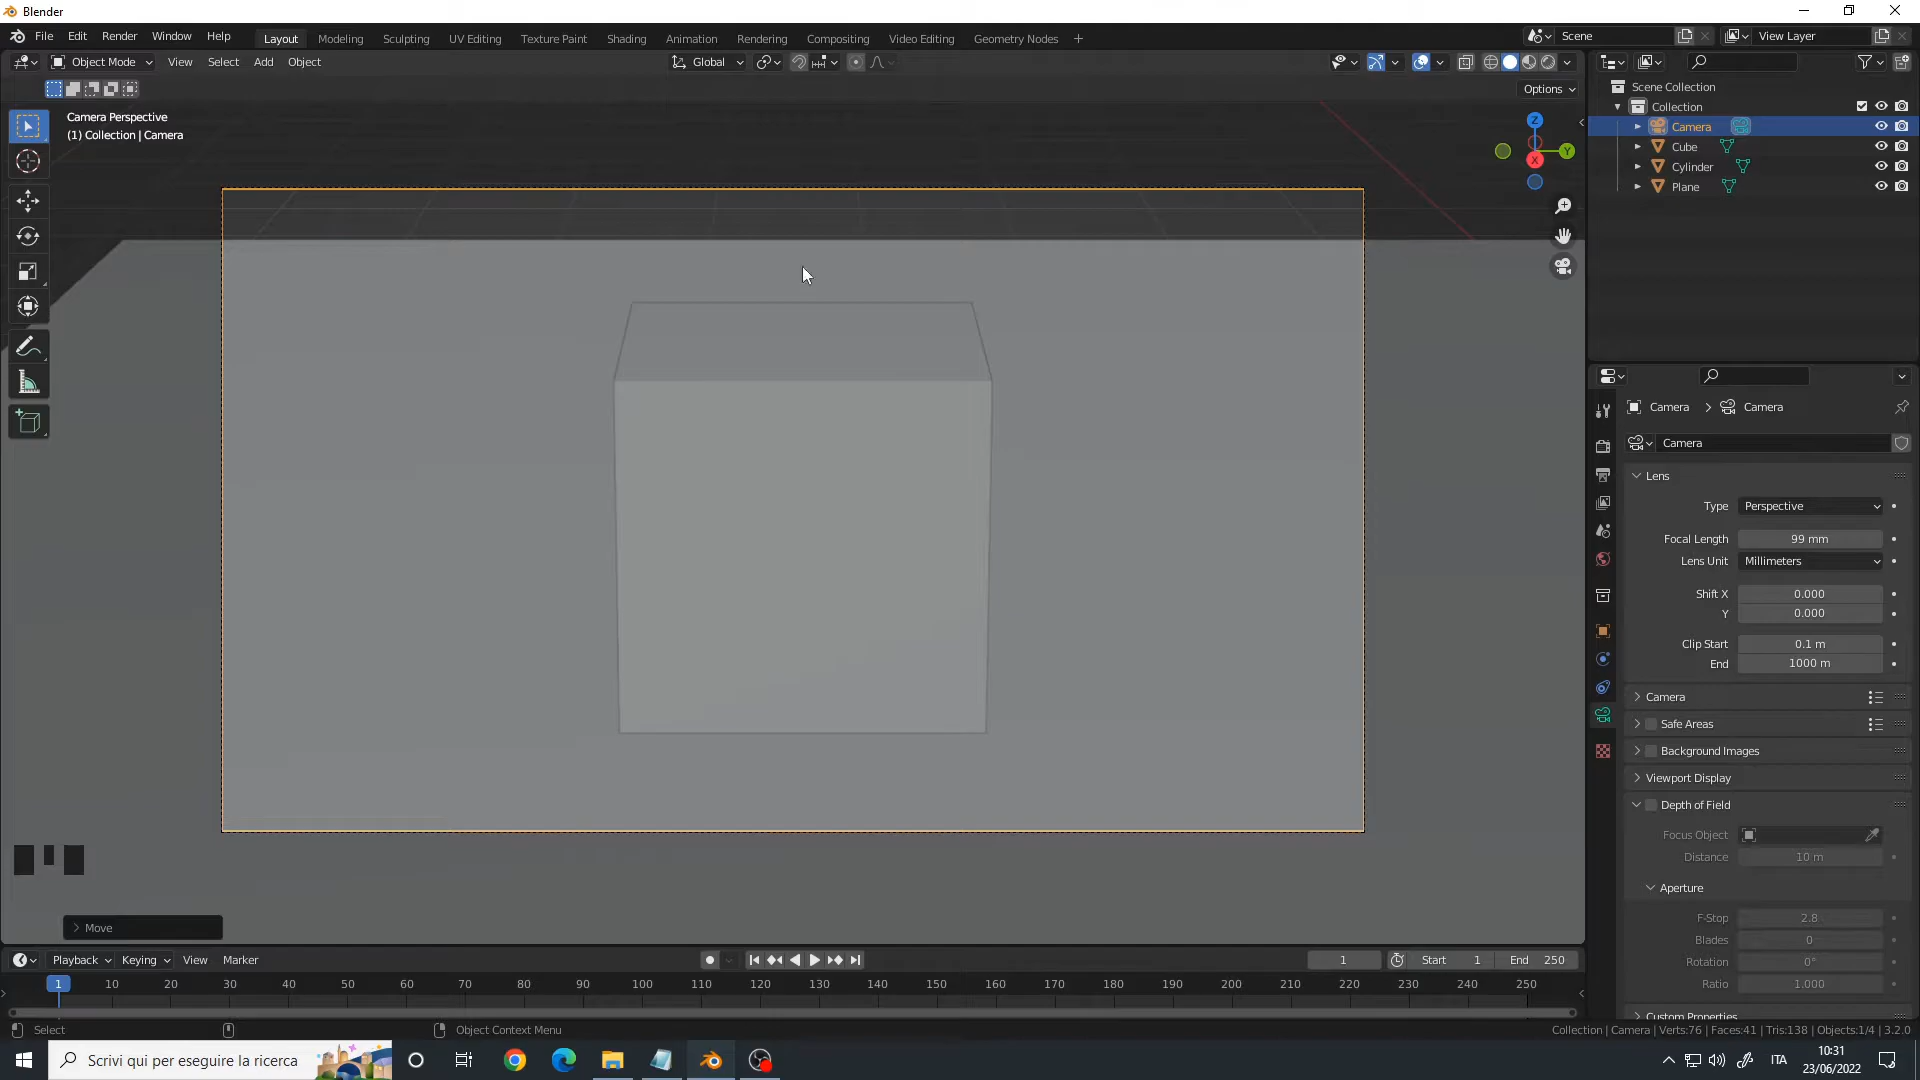 Blender
File Edit Render Window Help
Layout Modeling Sculpting UV Editing Texture Paint Shading Animation Rendering Compositing Video Editing Geometry Nodes +
Scene
View Layer
Object Mode View Select Add Object
Global
Options
Camera Perspective
(1) Collection | Camera
Z
Y
X
Scene Collection
Collection
Camera
Cube
Cylinder
Plane
Camera > Camera
Camera
Lens
Type Perspective
Focal Length 99 mm
Lens Unit Millimeters
Shift X 0.000
Y 0.000
Clip Start 0.1 m
End 1000 m
Camera
Safe Areas
Background Images
Viewport Display
Depth of Field
Focus Object
Distance 10 m
Aperture
F-Stop 2.8
Blades 0
Rotation 0°
Ratio 1.000
Custom Properties
Move
Playback Keying View Marker
1 Start 1 End 250
1 10 20 30 40 50 60 70 80 90 100 110 120 130 140 150 160 170 180 190 200 210 220 230 240 250
Select Object Context Menu
Collection | Camera | Verts:76 | Faces:41 | Tris:138 | Objects:1/4 | 3.2.0
Scrivi qui per eseguire la ricerca
ITA
10:31
23/06/2022